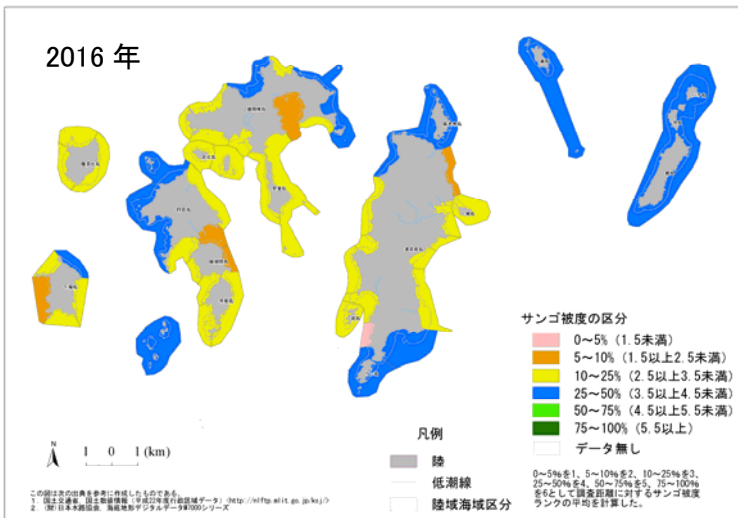 2016 年
サンゴ被度の区分
0～5% (1.5未満)
5～10% (1.5以上2.5未満)
10～25% (2.5以上3.5未満)
25～50% (3.5以上4.5未満)
50～75% (4.5以上5.5未満)
75～100% (5.5以上)
データ無し
凡例
陸
低潮線
陸域海域区分
0～5%を1、5～10%を2、10～25%を3、
25～50%を4、50～75%を5、75～100%
を6として調査距離に対するサンゴ被度
ランクの平均を計算した。
N
1 0 1 (km)
この図は次の出典を参考に作成したものである。
1. 国土交通省, 国土数値情報 (平成22年度行政区域データ) <http://nlftp.mlit.go.jp/ksj/>
2. (財)日本水路協会, 海底地形デジタルデータM7000シリーズ